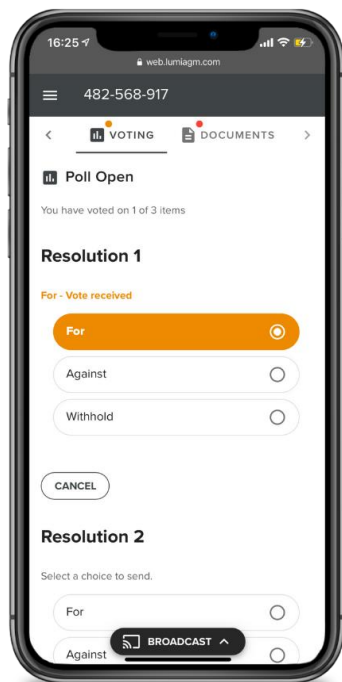 16:25
web.lumiagm.com
482-568-917
VOTING
DOCUMENTS
Poll Open
You have voted on 1 of 3 items
Resolution 1
For - Vote received
For
Against
Withhold
CANCEL
Resolution 2
Select a choice to send.
For
BROADCAST
Against